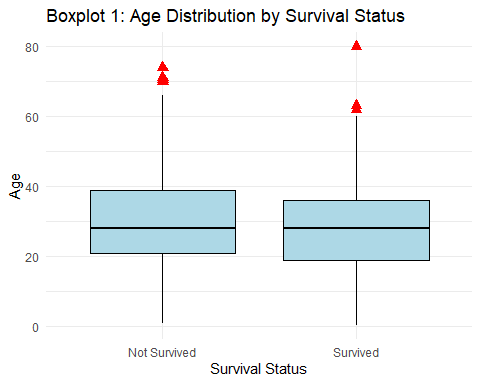 Boxplot 1: Age Distribution by Survival Status
80
60
40
20
0
Age
Not Survived
Survived
Survival Status